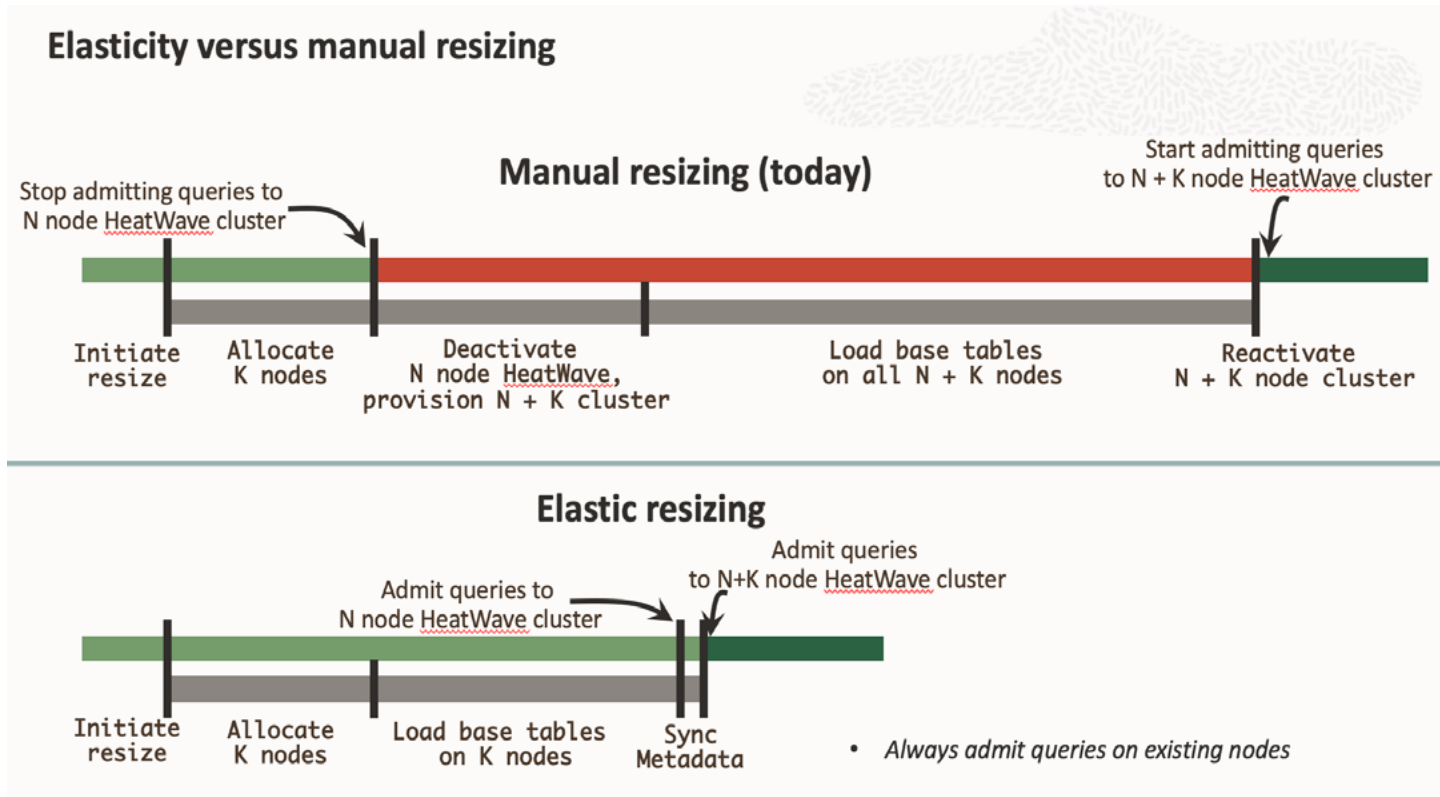 Elasticity versus manual resizing
Manual resizing (today)
Stop admitting queries to
N node HeatWave cluster
Start admitting queries
to N + K node HeatWave cluster
Initiate
resize
Allocate
K nodes
Deactivate
N node HeatWave,
provision N + K cluster
Load base tables
on all N + K nodes
Reactivate
N + K node cluster
Elastic resizing
Admit queries to
N node HeatWave cluster
Admit queries
to N+K node HeatWave cluster
Initiate
resize
Allocate
K nodes
Load base tables
on K nodes
Sync
Metadata
• Always admit queries on existing nodes